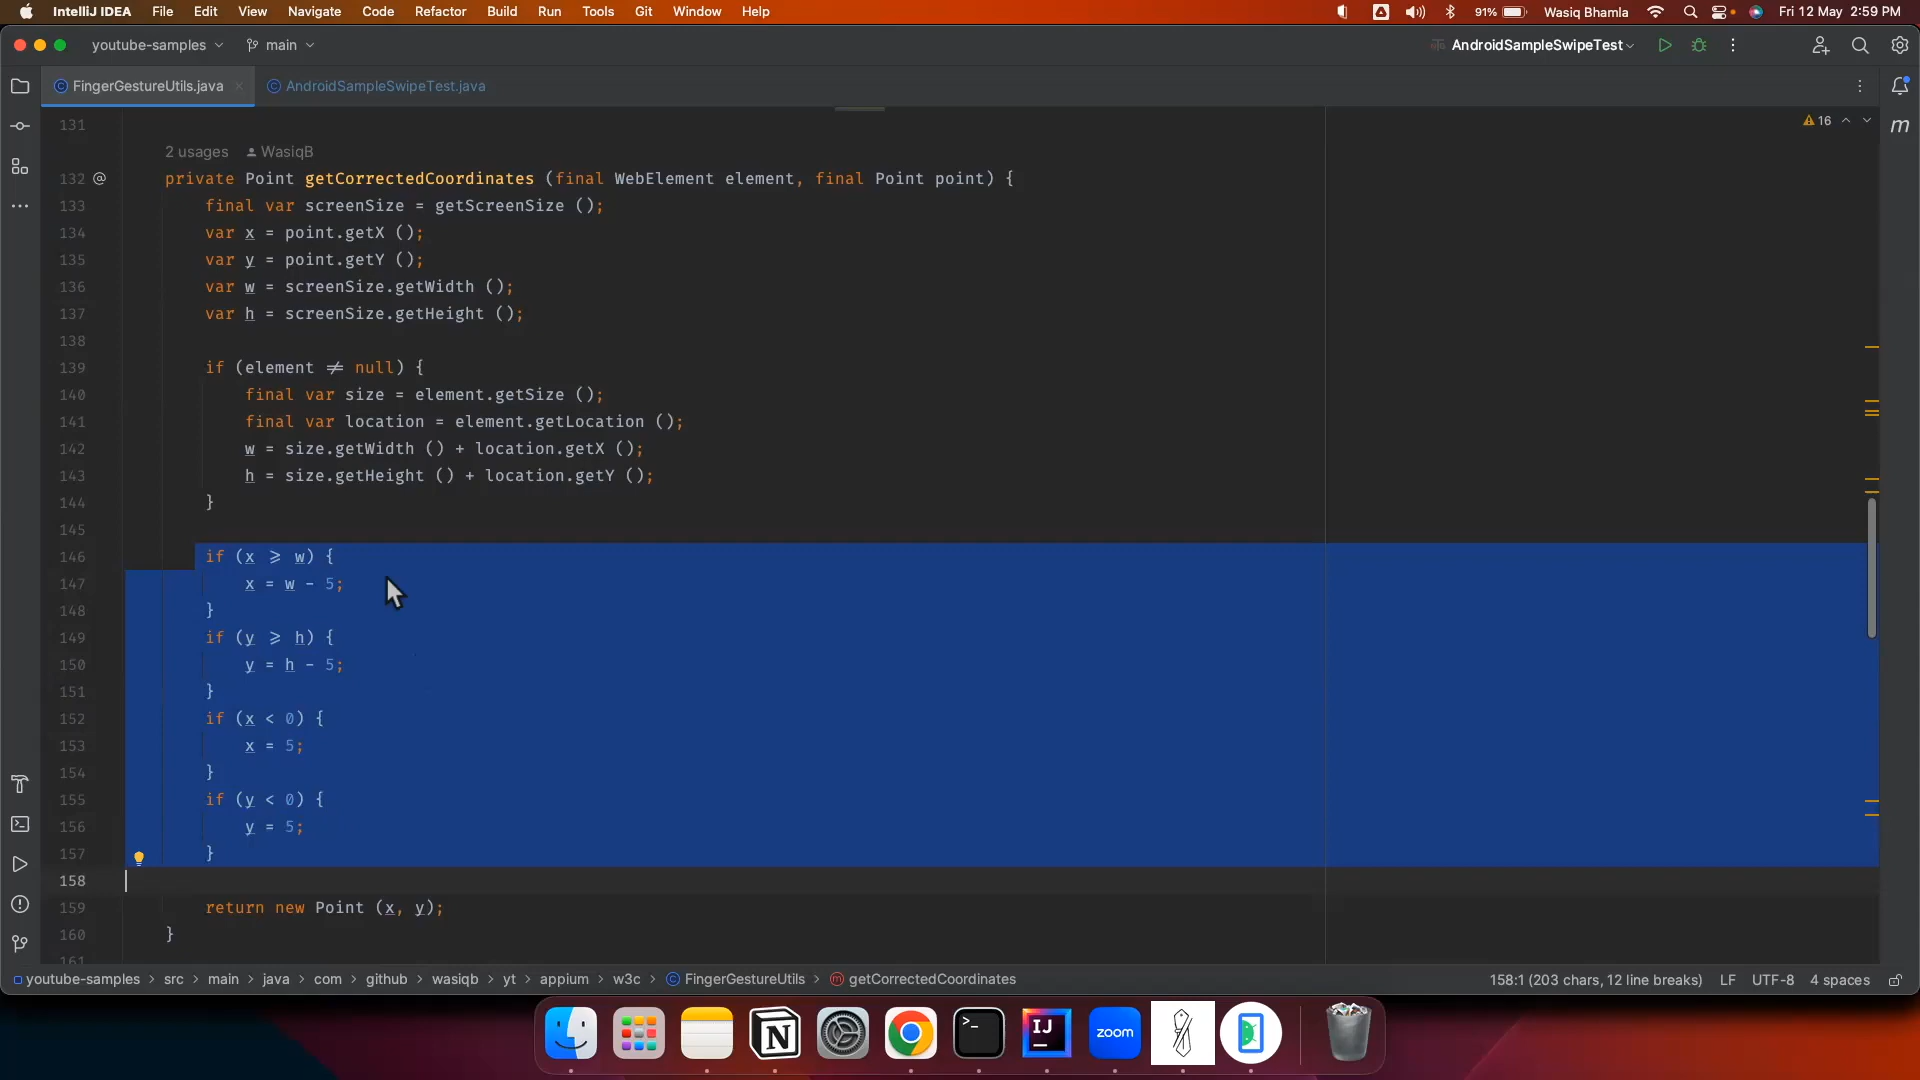 IntelliJ IDEA File Edit View Navigate Code Refactor Build Run Tools Git Window Help 91% Wasiq Bhamla Fri 12 May 2:59 PM
youtube-samples main AndroidSampleSwipeTest
FingerGestureUtils.java AndroidSampleSwipeTest.java
131 16
2 usages WasiqB
132 @ private Point getCorrectedCoordinates (final WebElement element, final Point point) {
133 final var screenSize = getScreenSize ();
134 var x = point.getX ();
135 var y = point.getY ();
136 var w = screenSize.getWidth ();
137 var h = screenSize.getHeight ();
138
139 if (element ≠ null) {
140 final var size = element.getSize ();
141 final var location = element.getLocation ();
142 w = size.getWidth () + location.getX ();
143 h = size.getHeight () + location.getY ();
144 }
145
146 if (x ⩾ w) {
147 x = w - 5;
148 }
149 if (y ⩾ h) {
150 y = h - 5;
151 }
152 if (x < 0) {
153 x = 5;
154 }
155 if (y < 0) {
156 y = 5;
157 }
158
159 return new Point (x, y);
160 }
161
youtube-samples > src > main > java > com > github > wasiqb > yt > appium > w3c > FingerGestureUtils > getCorrectedCoordinates 158:1 (203 chars, 12 line breaks) LF UTF-8 4 spaces
IJ zoom